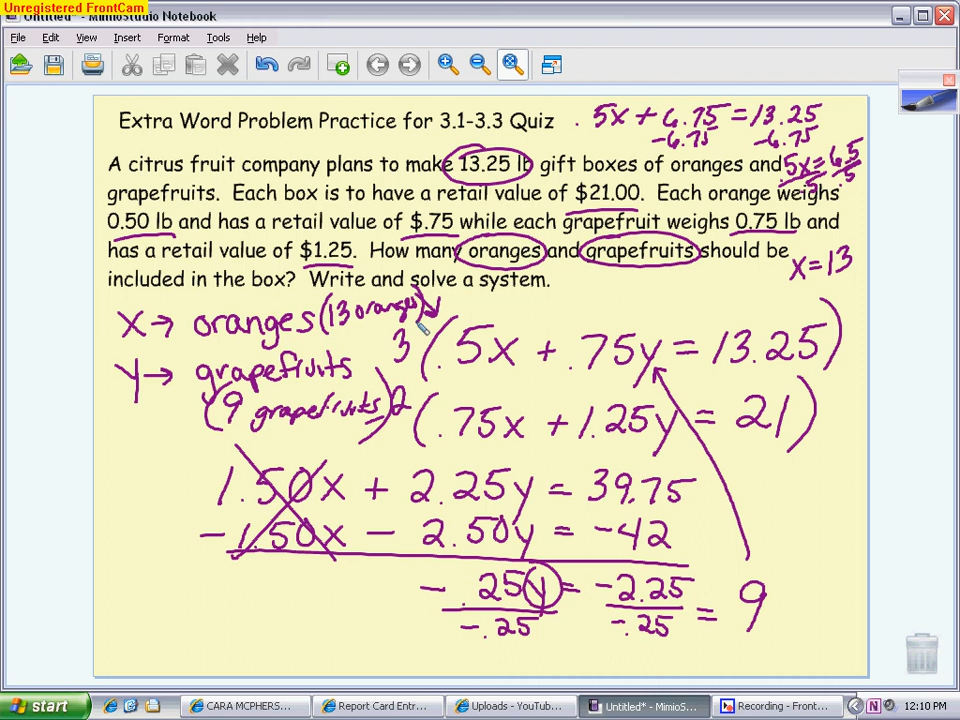 Unregistered FrontCam
Untitled* - MimioStudio Notebook
File Edit View Insert Format Tools Help
Extra Word Problem Practice for 3.1-3.3 Quiz
.5x + 6.75 = 13.25
-6.75 -6.75
A citrus fruit company plans to make 13.25 lb gift boxes of oranges and
.5x = 6.5
.5 .5
grapefruits. Each box is to have a retail value of $21.00. Each orange weighs
0.50 lb and has a retail value of $.75 while each grapefruit weighs 0.75 lb and
has a retail value of $1.25. How many oranges and grapefruits should be
x = 13
included in the box? Write and solve a system.
x → oranges (13 oranges)
3 (.5x + .75y = 13.25)
y → grapefruits
(9 grapefruits)
2 (.75x + 1.25y = 21)
1.50x + 2.25y = 39.75
-1.50x - 2.50y = -42
-.25y = -2.25 = 9
-.25 -.25
start CARA MCPHERS... Report Card Entr... Uploads - YouTub... Untitled* - MimioS... Recording - Front... 12:10 PM